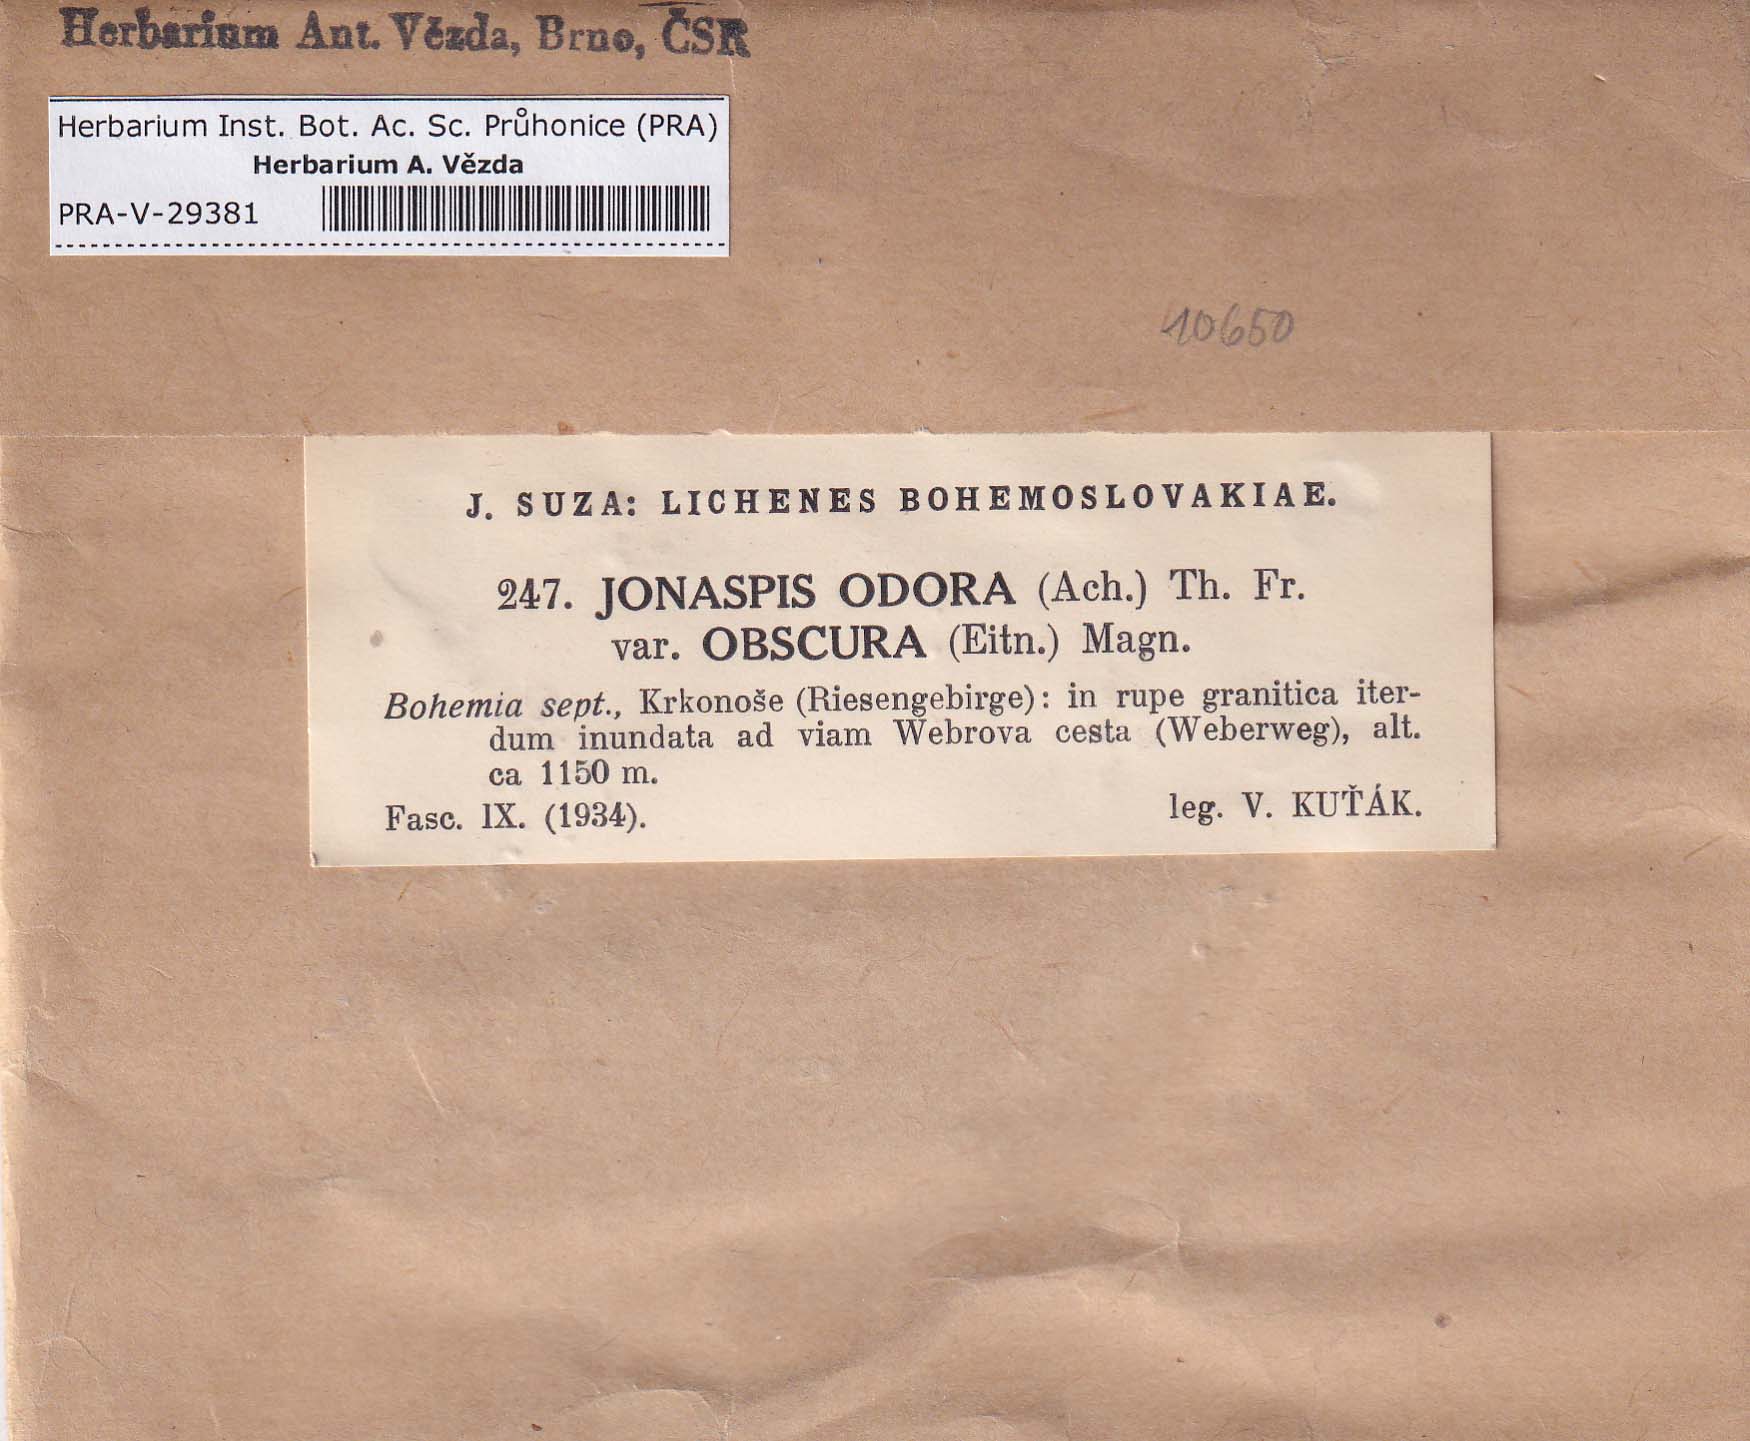 Herbarium Ant. Vězda, Brno, ČSR
Herbarium Inst. Bot. Ac. Sc. Průhonice (PRA)
Herbarium A. Vězda
PRA-V-29381
10650
J. SUZA: LICHENES BOHEMOSLOVAKIAE.
247. JONASPIS ODORA (Ach.) Th. Fr.
var. OBSCURA (Eitn.) Magn.
Bohemia sept., Krkonoše (Riesengebirge): in rupe granitica iter-
dum inundata ad viam Webrova cesta (Weberweg), alt.
ca 1150 m.
Fasc. IX. (1934). leg. V. KUŤÁK.